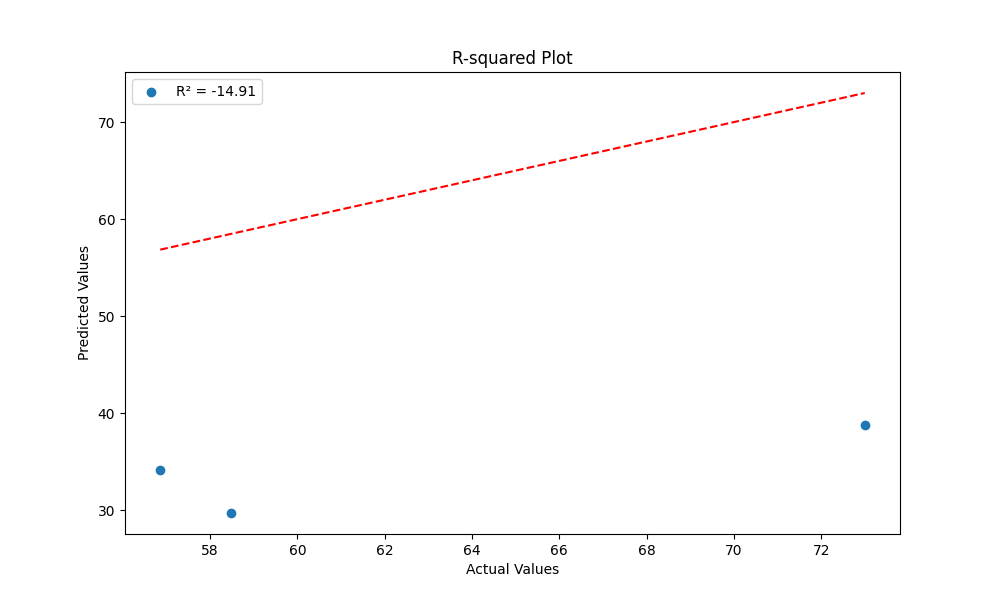 R-squared Plot
R² = -14.91
70
60
50
40
30
Predicted Values
58 60 62 64 66 68 70 72
Actual Values